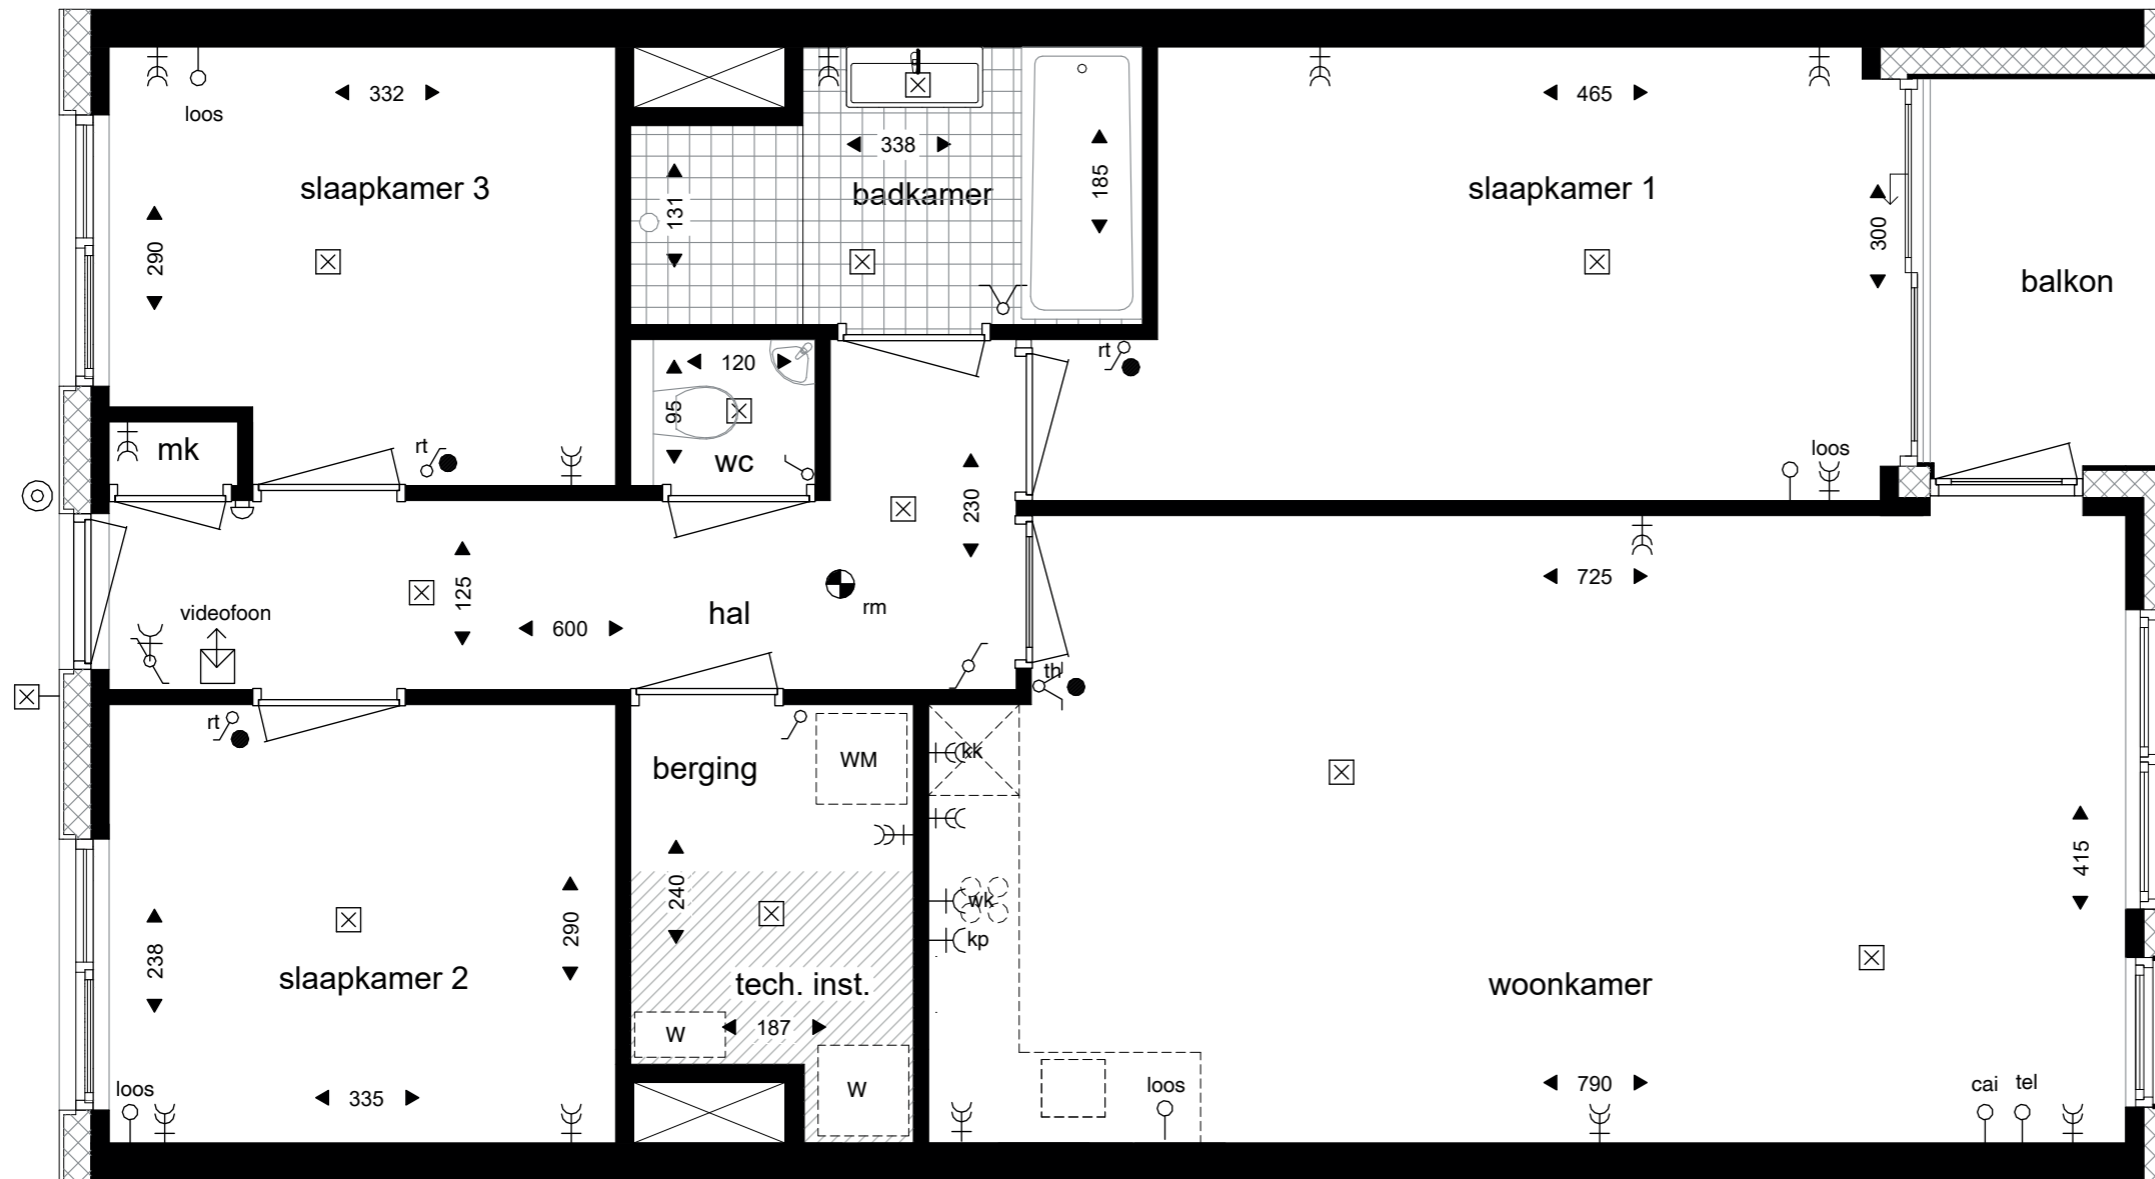 332
465
loos
338
slaapkamer 3
badkamer
185
slaapkamer 1
131
290
300
balkon
rt
120
95
mk
rt
wc
loos
230
725
125
videofoon
600
hal
rm
th
rt
berging
WM
kk
415
240
wk
290
kp
238
slaapkamer 2
tech. inst.
woonkamer
W
187
loos
335
W
loos
790
cai
tel